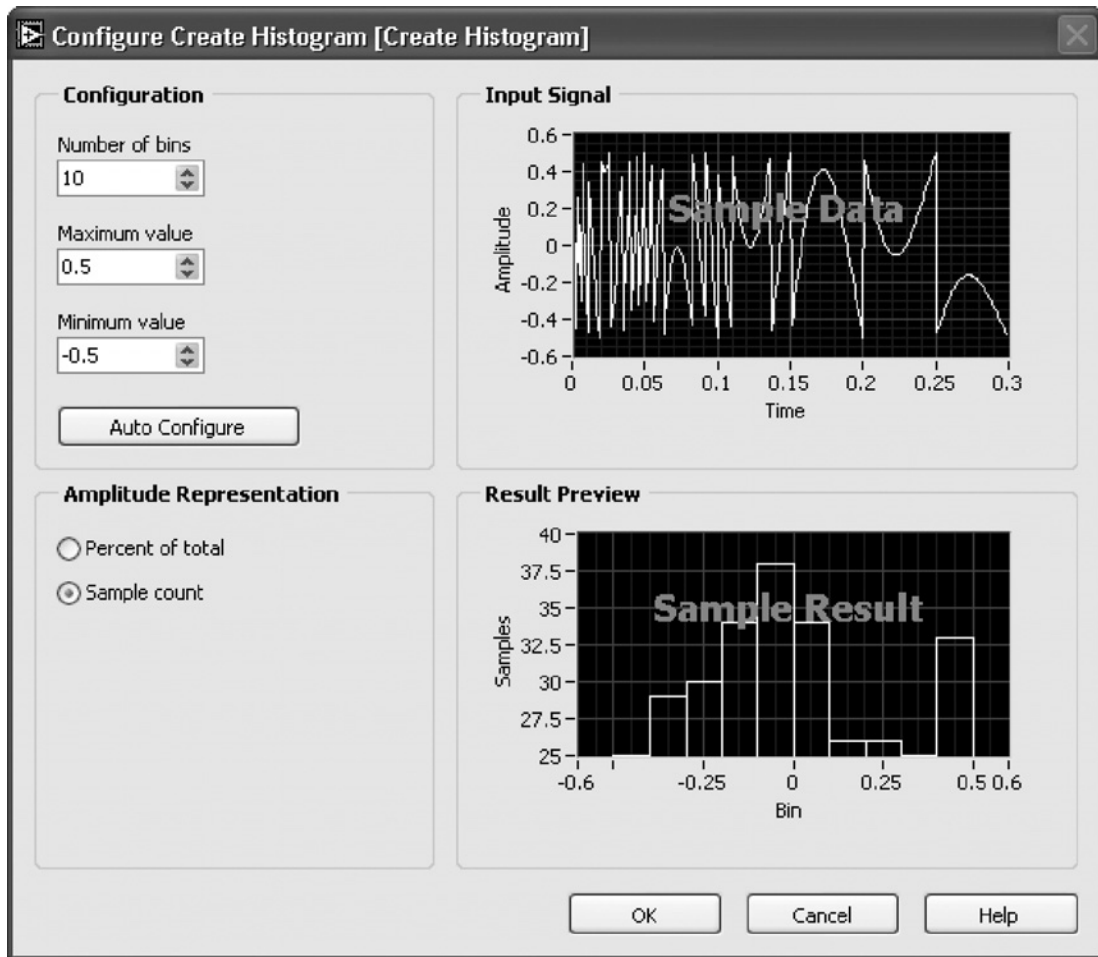 Configure Create Histogram [Create Histogram]
Configuration
Number of bins
10
Maximum value
0.5
Minimum value
-0.5
Auto Configure
Input Signal
Sample Data
Amplitude
0.6
0.4
0.2
0
-0.2
-0.4
-0.6
0 0.05 0.1 0.15 0.2 0.25 0.3
Time
Amplitude Representation
Percent of total
Sample count
Result Preview
Sample Result
Samples
40
37.5
35
32.5
30
27.5
25
-0.6 -0.25 0 0.25 0.5 0.6
Bin
OK Cancel Help